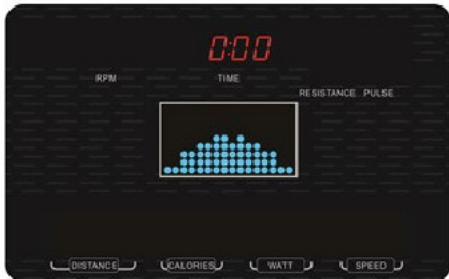 0:00
RPM TIME
RESISTANCE PULSE
DISTANCE CALORIES WATT SPEED